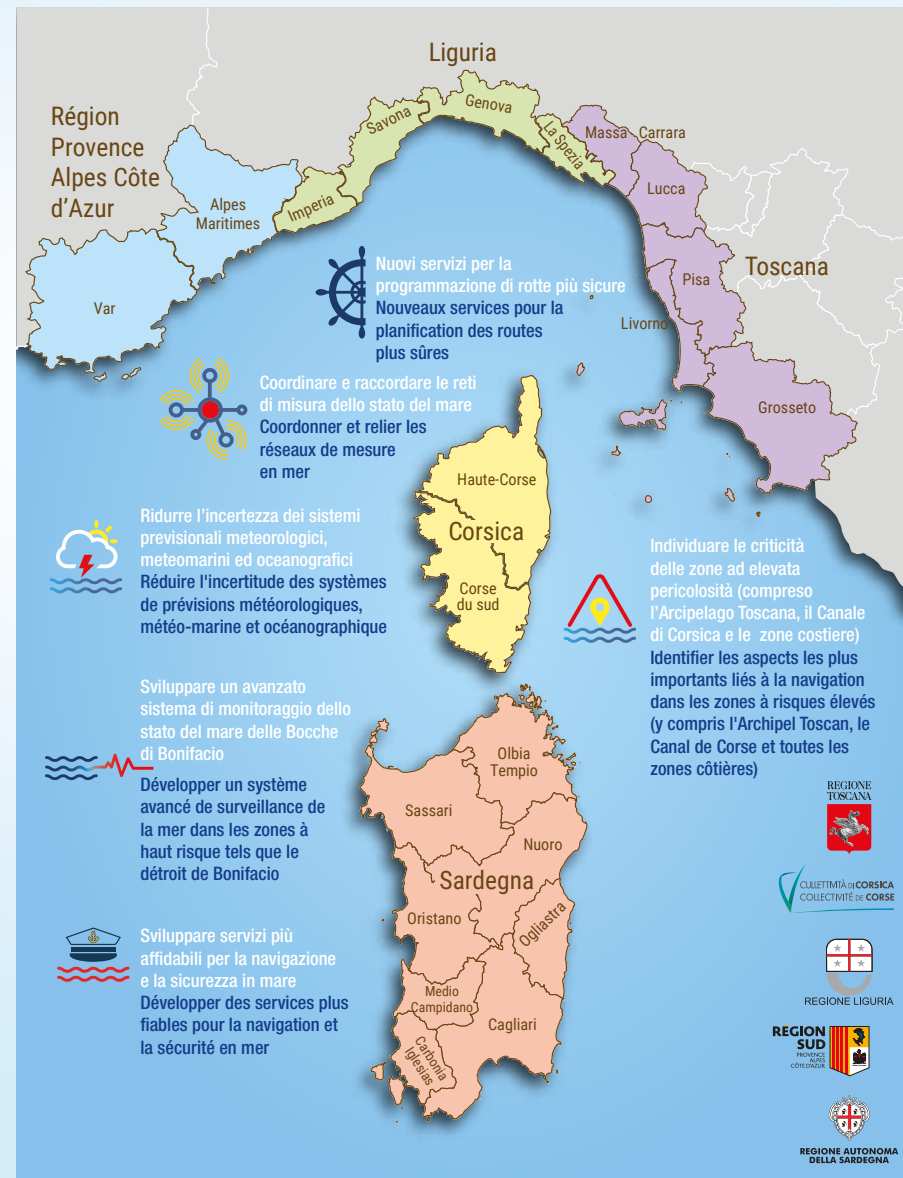 Liguria
Région
Provence
Alpes Côte
d'Azur
Savona
Genova
La Spezia
Massa Carrara
Lucca
Imperia
Alpes
Maritimes
Var
Pisa
Toscana
Livorno
Grosseto
Nuovi servizi per la
programmazione di rotte più sicure
Nouveaux services pour la
planification des routes
plus sûres
Coordinare e raccordare le reti
di misura dello stato del mare
Coordonner et relier les
réseaux de mesure
en mer
Haute-Corse
Corsica
Corse
du sud
Ridurre l'incertezza dei sistemi
previsionali meteorologici,
meteomarini ed oceanografici
Réduire l'incertitude des systèmes
de prévisions météorologiques,
météo-marine et océanographique
Individuare le criticità
delle zone ad elevata
pericolosità (compreso
l'Arcipelago Toscana, il Canale
di Corsica e le zone costiere)
Identifier les aspects les plus
importants liés à la navigation
dans les zones à risques élevés
(y compris l'Archipel Toscan, le
Canal de Corse et toutes les
zones côtières)
Sviluppare un avanzato
sistema di monitoraggio dello
stato del mare delle Bocche
di Bonifacio
Développer un système
avancé de surveillance de
la mer dans les zones à
haut risque tels que le
détroit de Bonifacio
Olbia
Tempio
Sassari
Nuoro
Sardegna
Oristano
Ogliastra
Medio
Campidano
Cagliari
Carbonia
Iglesias
Sviluppare servizi più
affidabili per la navigazione
e la sicurezza in mare
Développer des services plus
fiables pour la navigation et
la sécurité en mer
REGIONE
TOSCANA
CULLETTIVITÀ DI CORSICA
COLLECTIVITÉ DE CORSE
REGIONE LIGURIA
REGION
SUD
PROVENCE
ALPES
CÔTE D'AZUR
REGIONE AUTONOMA
DELLA SARDEGNA